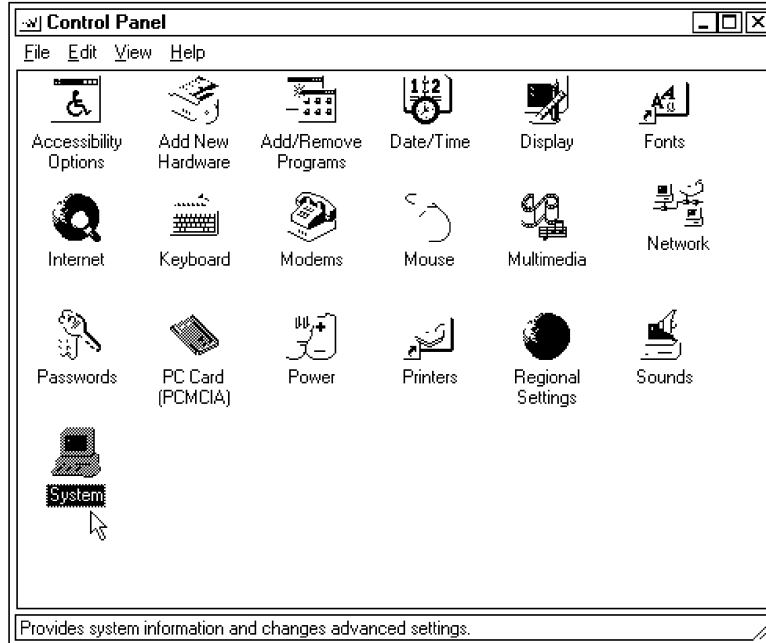 Control Panel
File Edit View Help
Accessibility Options
Add New Hardware
Add/Remove Programs
1 2
Date/Time
Display
A A a
Fonts
Internet
Keyboard
Modems
Mouse
Multimedia
Network
Passwords
PC Card (PCMCIA)
Power
Printers
Regional Settings
Sounds
System
Provides system information and changes advanced settings.